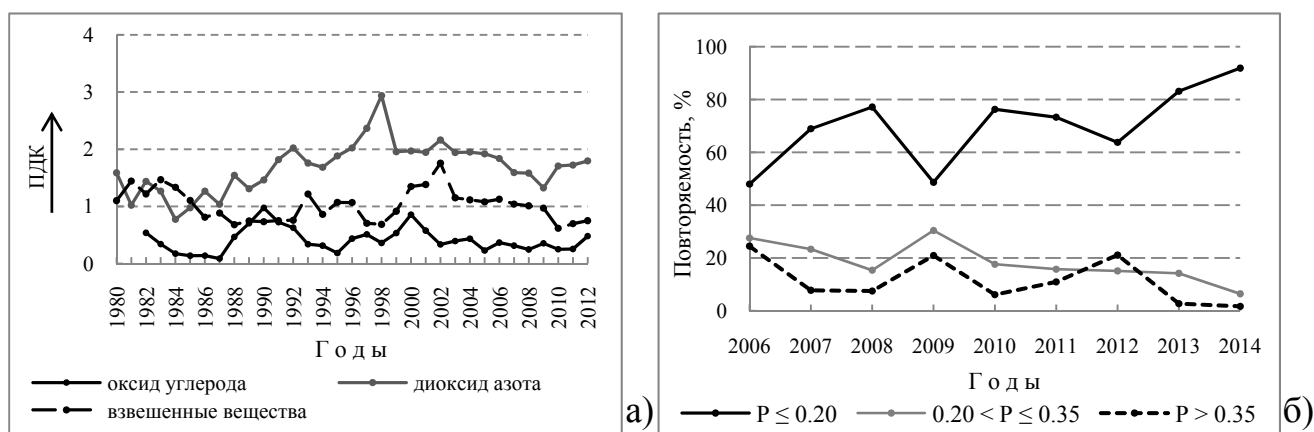 ПДК
4
3
2
1
0
1980
1982
1984
1986
1988
1990
1992
1994
1996
1998
2000
2002
2004
2006
2008
2010
2012
Г о д ы
оксид углерода
диоксид азота
взвешенные вещества
а)
Повторяемость, %
100
80
60
40
20
0
2006 2007 2008 2009 2010 2011 2012 2013 2014
Г о д ы
P ≤ 0.20
0.20 < P ≤ 0.35
P > 0.35
б)